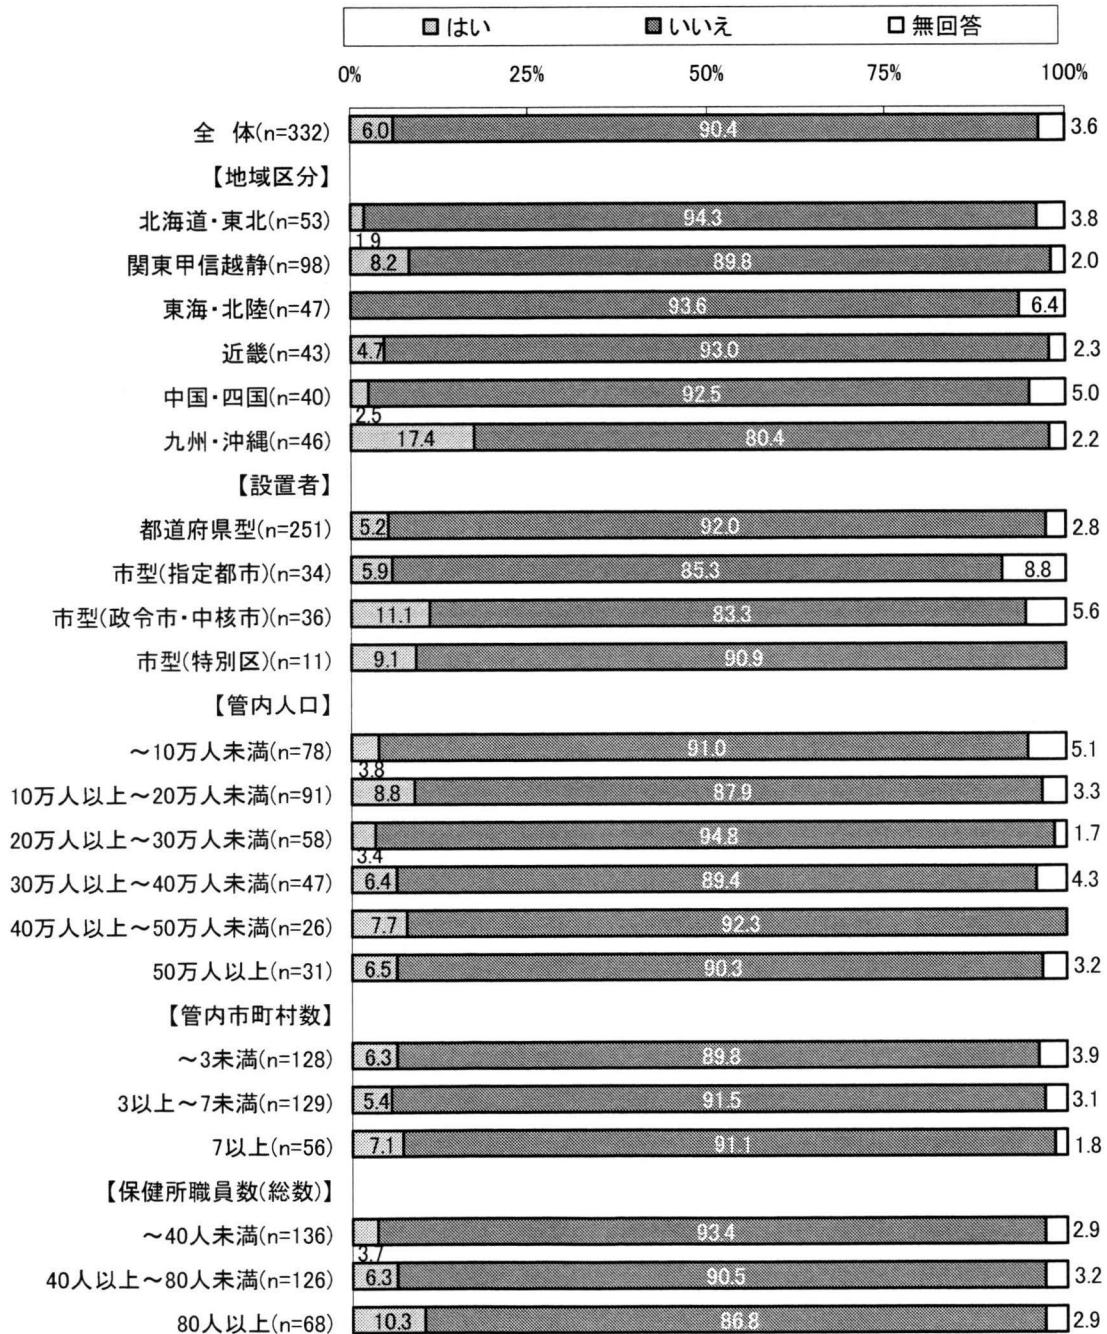 はい いいえ 無回答
0% 25% 50% 75% 100%
全 体(n=332) 6.0 90.4 3.6
【地域区分】
北海道・東北(n=53) 1.9 94.3 3.8
関東甲信越静(n=98) 8.2 89.8 2.0
東海・北陸(n=47) 93.6 6.4
近畿(n=43) 4.7 93.0 2.3
中国・四国(n=40) 2.5 92.5 5.0
九州・沖縄(n=46) 17.4 80.4 2.2
【設置者】
都道府県型(n=251) 5.2 92.0 2.8
市型(指定都市)(n=34) 5.9 85.3 8.8
市型(政令市・中核市)(n=36) 11.1 83.3 5.6
市型(特別区)(n=11) 9.1 90.9
【管内人口】
～10万人未満(n=78) 3.8 91.0 5.1
10万人以上～20万人未満(n=91) 8.8 87.9 3.3
20万人以上～30万人未満(n=58) 3.4 94.8 1.7
30万人以上～40万人未満(n=47) 6.4 89.4 4.3
40万人以上～50万人未満(n=26) 7.7 92.3
50万人以上(n=31) 6.5 90.3 3.2
【管内市町村数】
～3未満(n=128) 6.3 89.8 3.9
3以上～7未満(n=129) 5.4 91.5 3.1
7以上(n=56) 7.1 91.1 1.8
【保健所職員数(総数)】
～40人未満(n=136) 3.7 93.4 2.9
40人以上～80人未満(n=126) 6.3 90.5 3.2
80人以上(n=68) 10.3 86.8 2.9